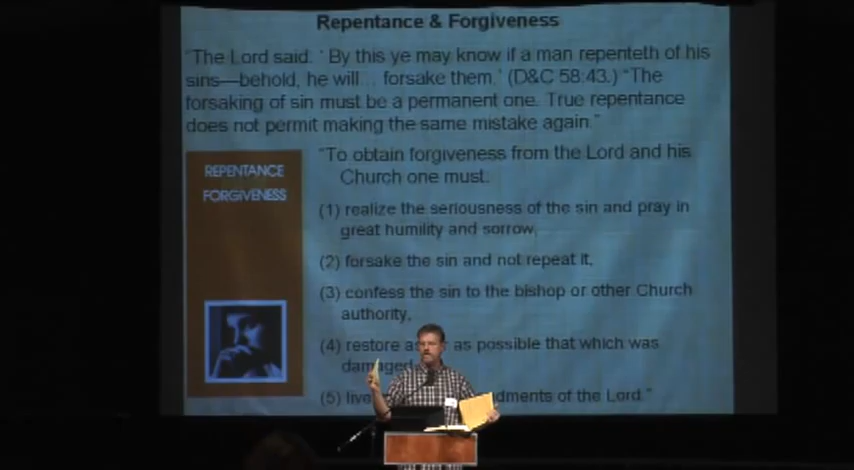 Repentance & Forgiveness
"The Lord said: 'By this ye may know if a man repenteth of his
sins—behold, he will... forsake them.' (D&C 58:43.) "The
forsaking of sin must be a permanent one. True repentance
does not permit making the same mistake again."
REPENTANCE
FORGIVENESS
"To obtain forgiveness from the Lord and his
Church one must:
(1) realize the seriousness of the sin and pray in
great humility and sorrow,
(2) forsake the sin and not repeat it,
(3) confess the sin to the bishop or other Church
authority,
(4) restore as possible that which was
damaged
(5) live of the Lord."